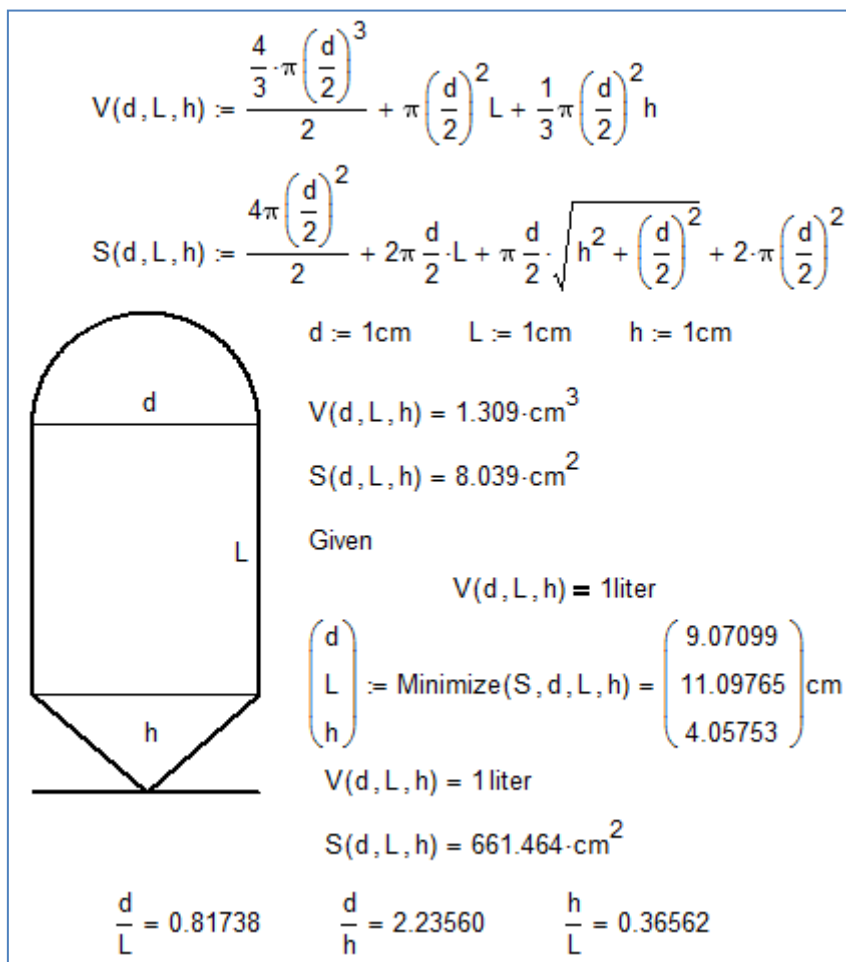 V(d,L,h) := (4/3·π(d/2)^3)/2 + π(d/2)^2 L + 1/3 π(d/2)^2 h
S(d,L,h) := (4π(d/2)^2)/2 + 2π d/2·L + π d/2·√(h^2 + (d/2)^2) + 2·π(d/2)^2
d := 1cm L := 1cm h := 1cm
d
V(d,L,h) = 1.309·cm^3
S(d,L,h) = 8.039·cm^2
L
Given
V(d,L,h) = 1liter
(d L h) := Minimize(S,d,L,h) = (9.07099 11.09765 4.05753) cm
h
V(d,L,h) = 1liter
S(d,L,h) = 661.464·cm^2
d/L = 0.81738 d/h = 2.23560 h/L = 0.36562